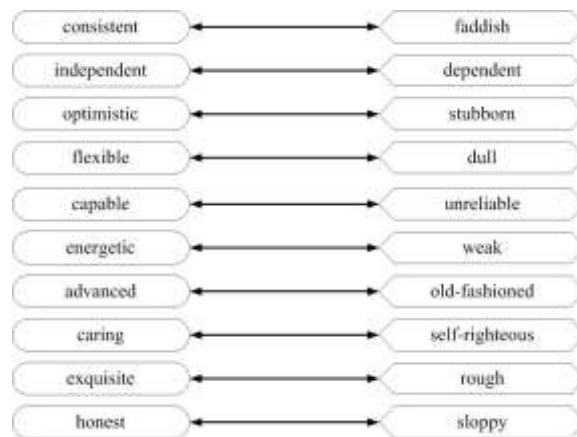 consistent faddish
independent dependent
optimistic stubborn
flexible dull
capable unreliable
energetic weak
advanced old-fashioned
caring self-righteous
exquisite rough
honest sloppy